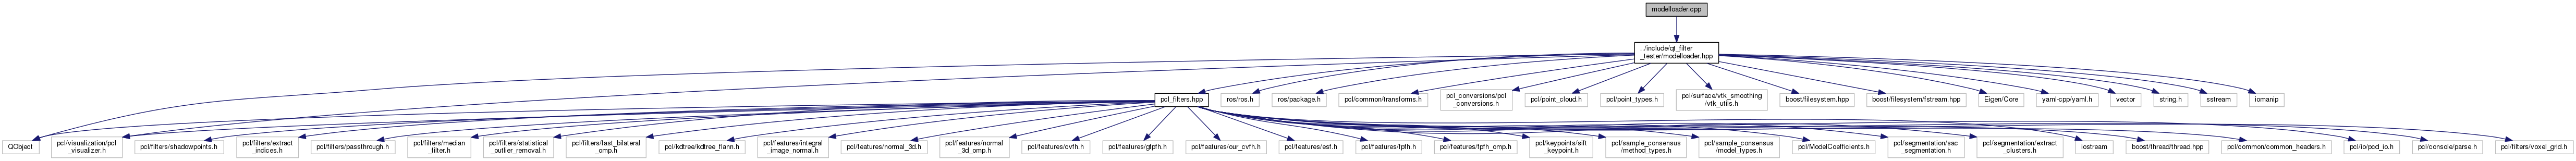 modelloader.cpp
.../include/qt_filter
_tester/modelloader.hpp
pcl_filters.hpp
ros/ros.h
ros/package.h
pcl/common/transforms.h
pcl_conversions/pcl
_conversions.h
pcl/point_cloud.h
pcl/point_types.h
pcl/surface/vtk_smoothing
/vtk_utils.h
boost/filesystem.hpp
boost/filesystem/fstream.hpp
Eigen/Core
yaml-cpp/yaml.h
vector
string.h
sstream
iomanip
QObject
pcl/visualization/pcl
_visualizer.h
pcl/filters/shadowpoints.h
pcl/filters/extract
_indices.h
pcl/filters/passthrough.h
pcl/filters/median
_filter.h
pcl/filters/statistical
_outlier_removal.h
pcl/filters/fast_bilateral
_omp.h
pcl/kdtree/kdtree_flann.h
pcl/features/integral
_image_normal.h
pcl/features/normal_3d.h
pcl/features/normal
_3d_omp.h
pcl/features/cvfh.h
pcl/features/gfpfh.h
pcl/features/our_cvfh.h
pcl/features/esf.h
pcl/features/fpfh.h
pcl/features/fpfh_omp.h
pcl/keypoints/sift
_keypoint.h
pcl/sample_consensus
/method_types.h
pcl/sample_consensus
/model_types.h
pcl/ModelCoefficients.h
pcl/segmentation/sac
_segmentation.h
pcl/segmentation/extract
_clusters.h
iostream
boost/thread/thread.hpp
pcl/common/common_headers.h
pcl/io/pcd_io.h
pcl/console/parse.h
pcl/filters/voxel_grid.h